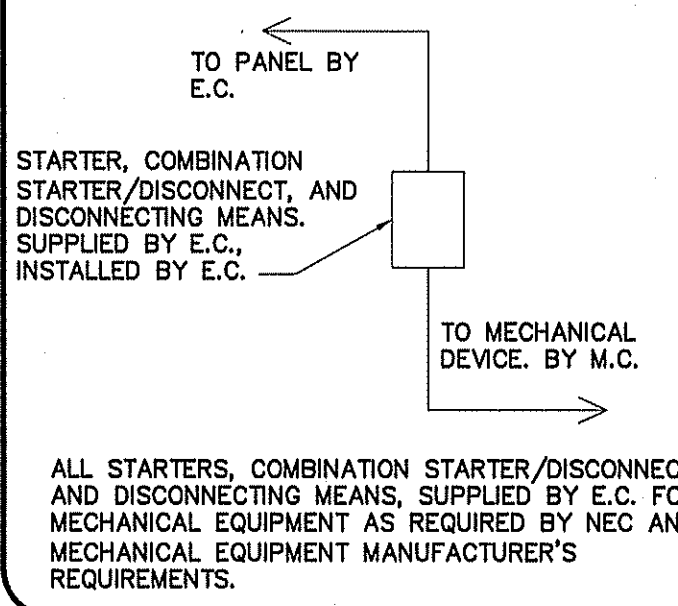 TO PANEL BY
E.C.
STARTER, COMBINATION
STARTER/DISCONNECT, AND
DISCONNECTING MEANS.
SUPPLIED BY E.C.,
INSTALLED BY E.C.
TO MECHANICAL
DEVICE. BY M.C.
ALL STARTERS, COMBINATION STARTER/DISCONNEC
AND DISCONNECTING MEANS, SUPPLIED BY E.C. FO
MECHANICAL EQUIPMENT AS REQUIRED BY NEC AN
MECHANICAL EQUIPMENT MANUFACTURER'S
REQUIREMENTS.